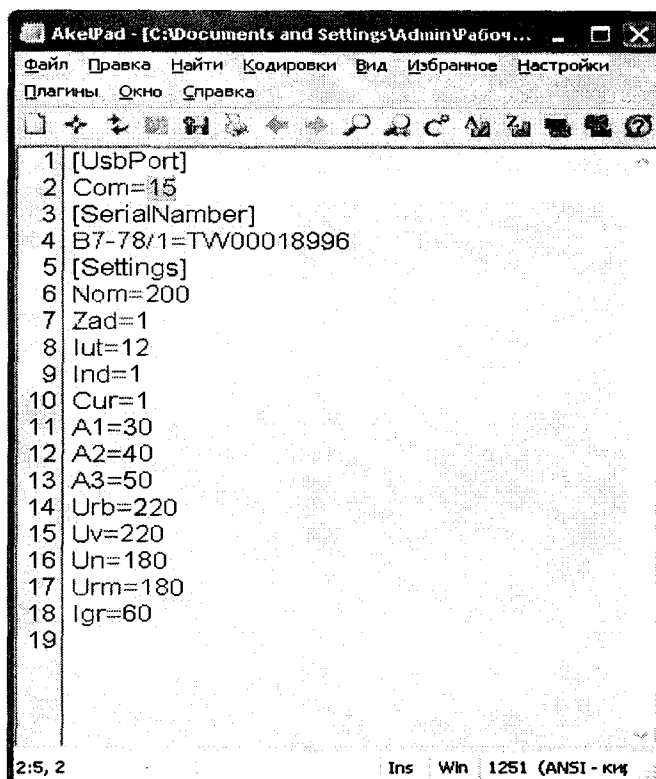 AkelPad - [C:\Documents and Settings\Admin\Рабоч...
Файл Правка Найти Кодировки Вид Избранное Настройки
Плагины Окно Справка
1 [UsbPort]
2 Com=15
3 [SerialNamber]
4 B7-78/1=TW00018996
5 [Settings]
6 Nom=200
7 Zad=1
8 Iut=12
9 Ind=1
10 Cur=1
11 A1=30
12 A2=40
13 A3=50
14 Urb=220
15 Uv=220
16 Un=180
17 Urm=180
18 Igr=60
19
2:5, 2 Ins Win 1251 (ANSI - кир